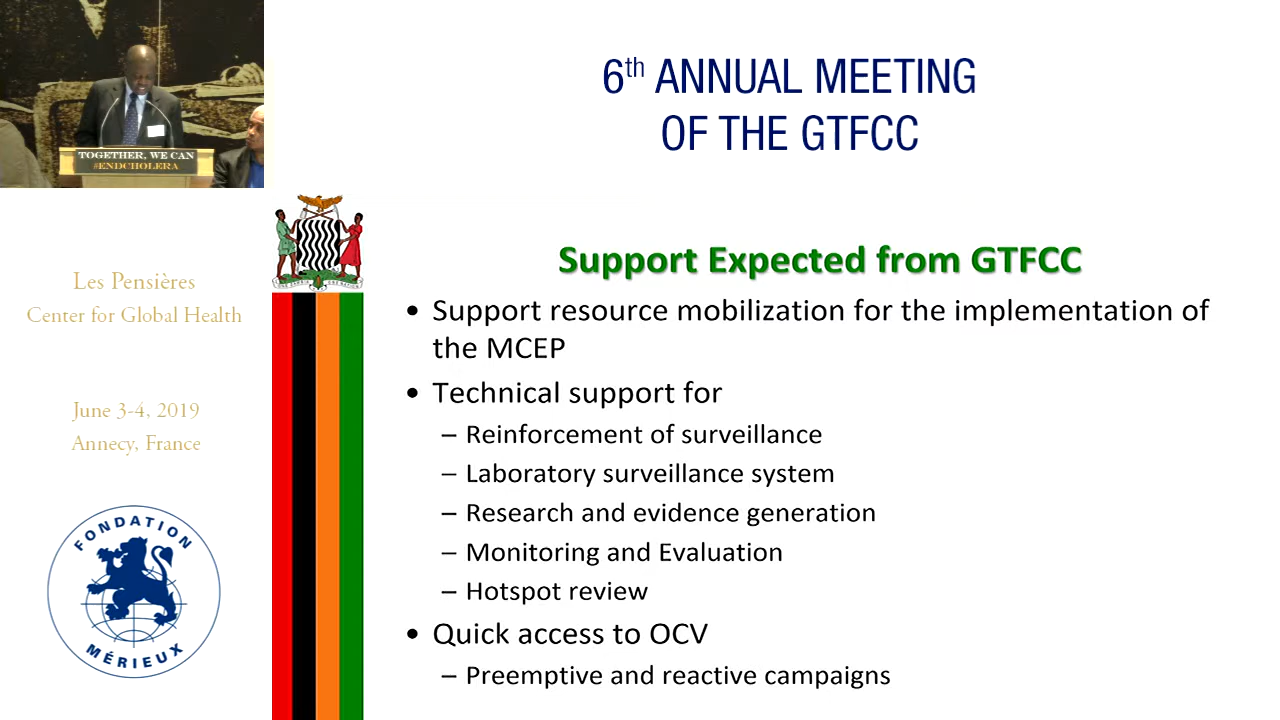 TOGETHER, WE CAN
#ENDCHOLERA
6th ANNUAL MEETING
OF THE GTFCC
Les Pensières
Center for Global Health
June 3-4, 2019
Annecy, France
FONDATION
MÉRIEUX
Support Expected from GTFCC
• Support resource mobilization for the implementation of
the MCEP
• Technical support for
– Reinforcement of surveillance
– Laboratory surveillance system
– Research and evidence generation
– Monitoring and Evaluation
– Hotspot review
• Quick access to OCV
– Preemptive and reactive campaigns